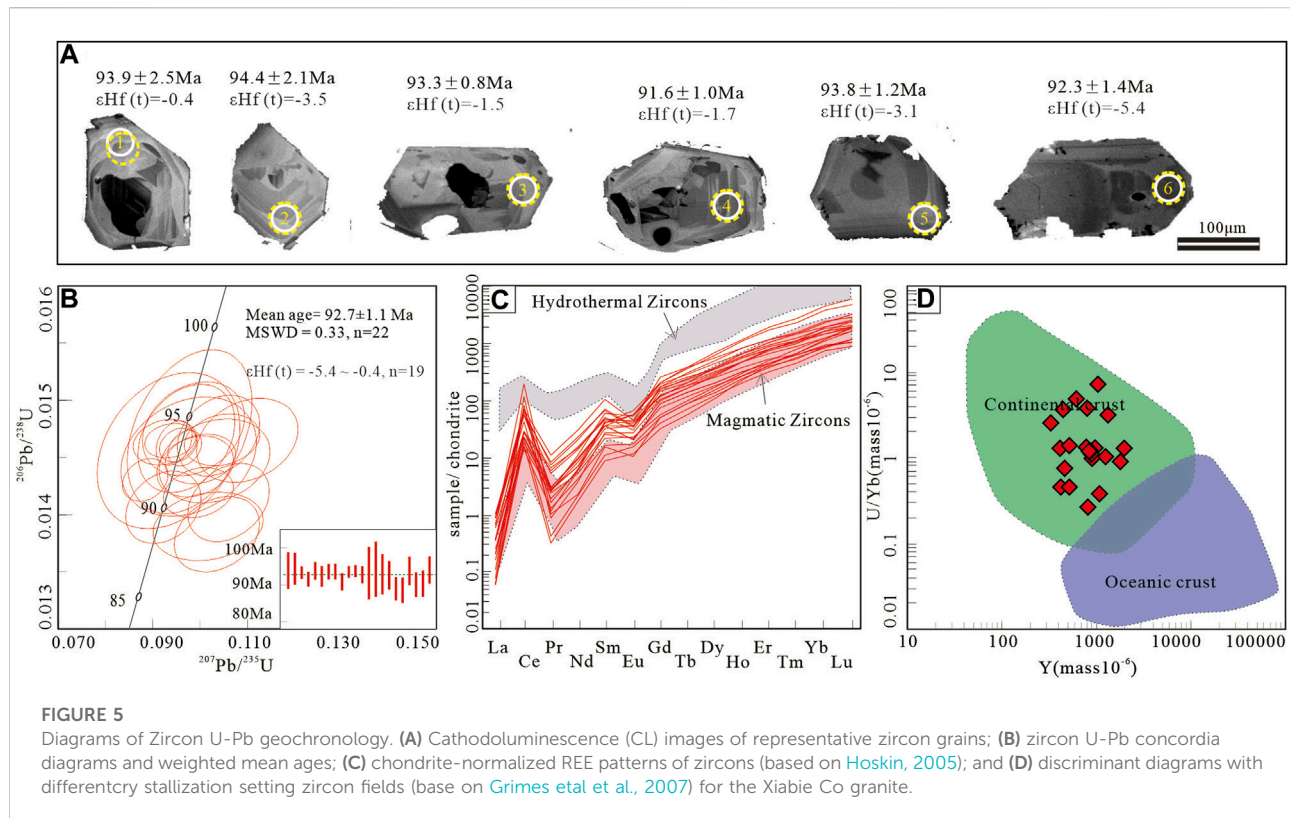 A
93.9±2.5Ma
εHf (t)=-0.4
94.4±2.1Ma
εHf (t)=-3.5
93.3±0.8Ma
εHf (t)=-1.5
91.6±1.0Ma
εHf (t)=-1.7
93.8±1.2Ma
εHf (t)=-3.1
92.3±1.4Ma
εHf (t)=-5.4
1
2
3
4
5
6
100μm
B
Mean age= 92.7±1.1 Ma
MSWD = 0.33, n=22
εHf (t) = -5.4 ~ -0.4, n=19
100
95
90
85
0.016
0.015
0.014
0.013
²⁰⁶Pb/²³⁸U
100Ma
90Ma
80Ma
0.070
0.090
0.110
0.130
0.150
²⁰⁷Pb/²³⁵U
C
Hydrothermal Zircons
Magmatic Zircons
sample/ chondrite
10000
1000
100
10
1
0.1
0.01
La
Ce
Pr
Nd
Sm
Eu
Gd
Tb
Dy
Ho
Er
Tm
Yb
Lu
D
Continental crust
Oceanic crust
U/Yb(mass10⁻⁶)
100
10
1
0.1
0.01
10
100
1000
10000
100000
Y(mass10⁻⁶)
FIGURE 5
Diagrams of Zircon U-Pb geochronology. (A) Cathodoluminescence (CL) images of representative zircon grains; (B) zircon U-Pb concordia
diagrams and weighted mean ages; (C) chondrite-normalized REE patterns of zircons (based on Hoskin, 2005); and (D) discriminant diagrams with
differentcry stallization setting zircon fields (base on Grimes etal et al., 2007) for the Xiabie Co granite.